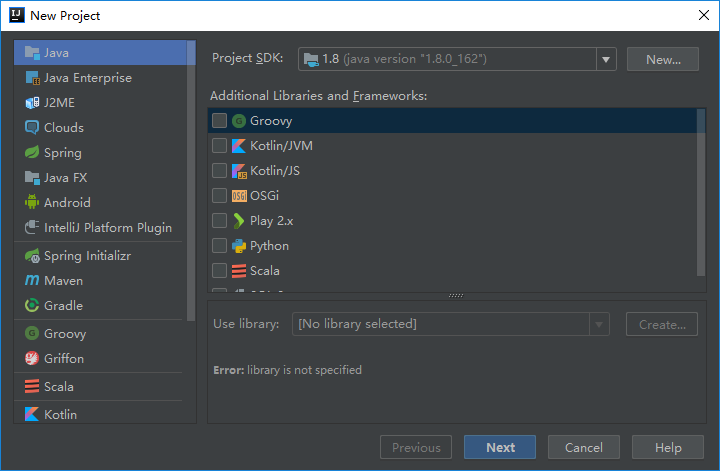 New Project
Java
Java Enterprise
J2ME
Clouds
Spring
Java FX
Android
IntelliJ Platform Plugin
Spring Initializr
Maven
Gradle
Groovy
Griffon
Scala
Kotlin
Project SDK: 1.8 (java version "1.8.0_162") New...
Additional Libraries and Frameworks:
Groovy
Kotlin/JVM
Kotlin/JS
OSGi
Play 2.x
Python
Scala
Use library: [No library selected] Create...
Error: library is not specified
Previous Next Cancel Help